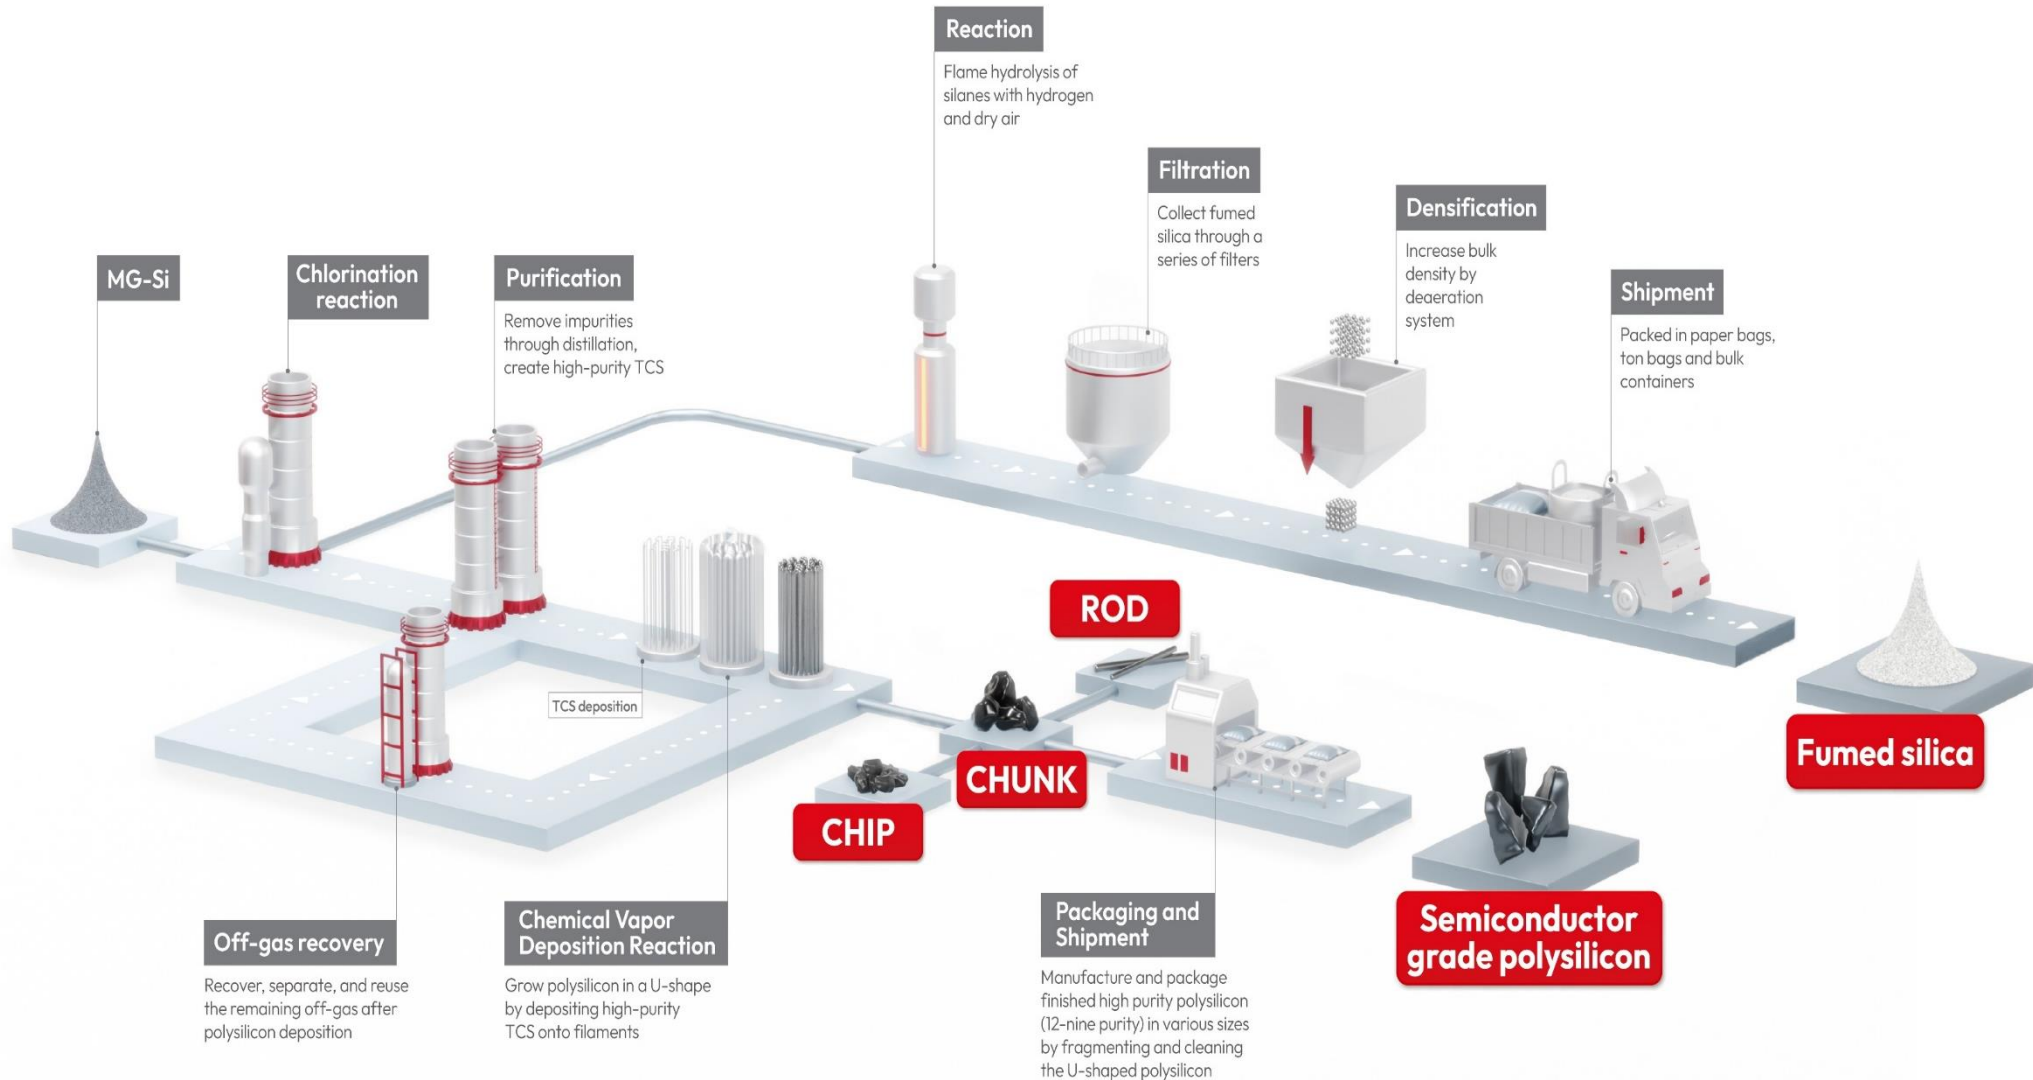 Reaction
Flame hydrolysis of
silanes with hydrogen
and dry air
Filtration
Collect fumed
silica through a
series of filters
Densification
Increase bulk
density by
deaeration
system
Shipment
Packed in paper bags,
ton bags and bulk
containers
MG-Si
Chlorination
reaction
Purification
Remove impurities
through distillation,
create high-purity TCS
TCS deposition
ROD
CHUNK
CHIP
Fumed silica
Off-gas recovery
Recover, separate, and reuse
the remaining off-gas after
polysilicon deposition
Chemical Vapor
Deposition Reaction
Grow polysilicon in a U-shape
by depositing high-purity
TCS onto filaments
Packaging and
Shipment
Manufacture and package
finished high purity polysilicon
(12-nine purity) in various sizes
by fragmenting and cleaning
the U-shaped polysilicon
Semiconductor
grade polysilicon